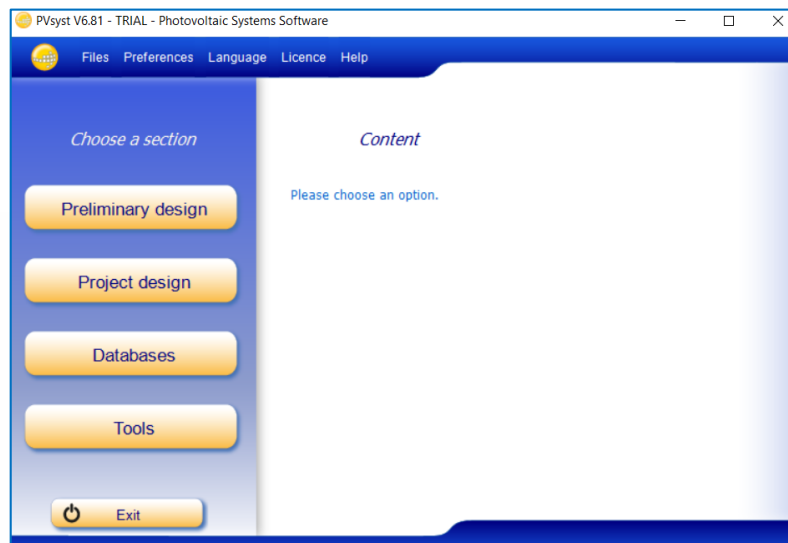 PVsyst V6.81 - TRIAL - Photovoltaic Systems Software
Files Preferences Language Licence Help
Choose a section
Content
Please choose an option.
Preliminary design
Project design
Databases
Tools
Exit